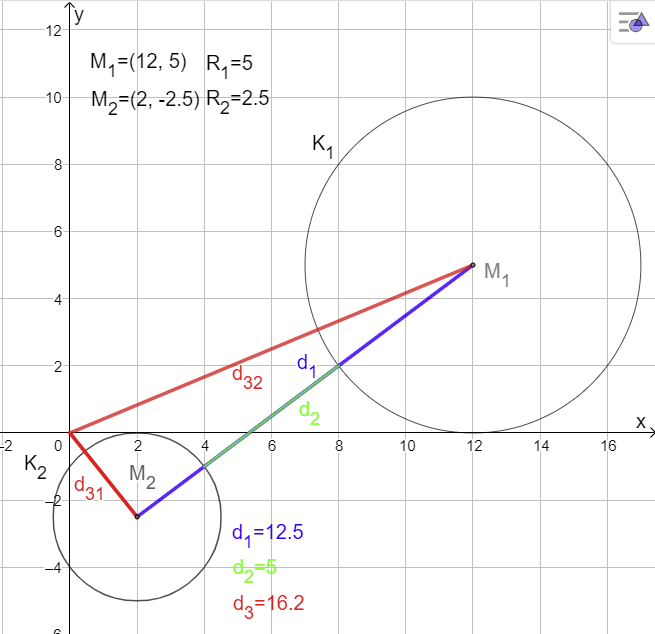 y
12
M₁=(12, 5) R₁=5
M₂=(2, -2.5) R₂=2.5
10
K₁
8
6
M₁
4
2
d₁
d₃₂
d₂
x
-2 0 2 4 6 8 10 12 14 16
K₂
M₂
d₃₁
-2
d₁=12.5
d₂=5
-4
d₃=16.2
-6